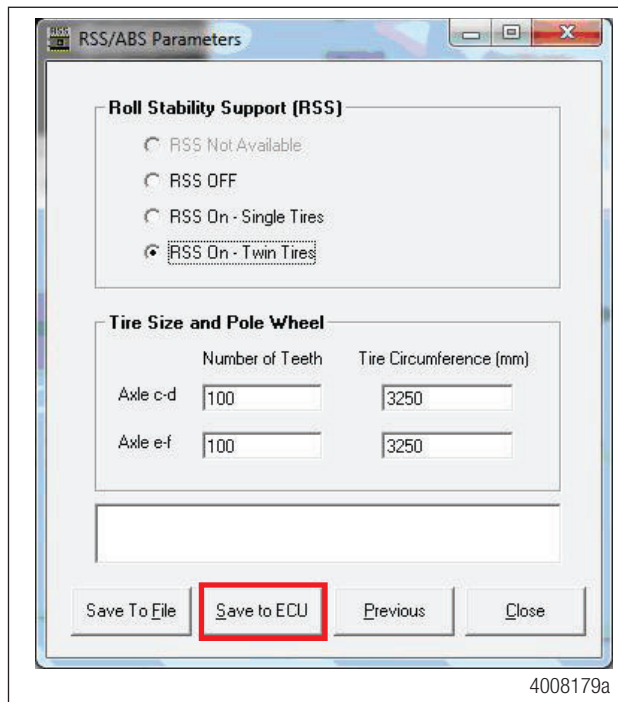 RSS
RSS/ABS Parameters
Roll Stability Support (RSS)
RSS Not Available
RSS OFF
RSS On - Single Tires
RSS On - Twin Tires
Tire Size and Pole Wheel
Number of Teeth Tire Circumference (mm)
Axle c-d 100 3250
Axle e-f 100 3250
Save To File Save to ECU Previous Close
4008179a